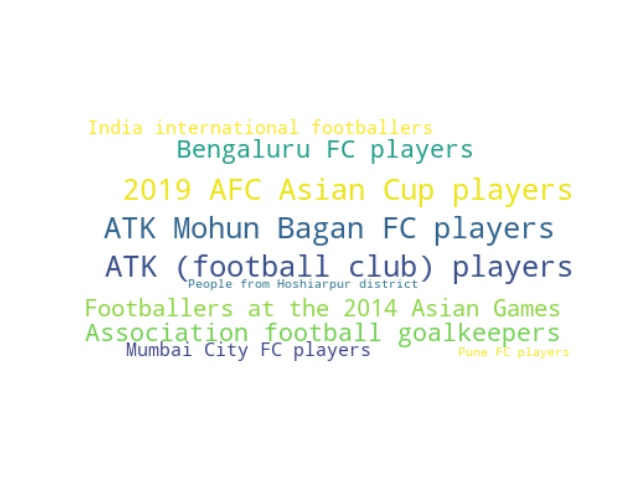 India international footballers
Bengaluru FC players
2019 AFC Asian Cup players
ATK Mohun Bagan FC players
ATK (football club) players
People from Hoshiarpur district
Footballers at the 2014 Asian Games
Association football goalkeepers
Mumbai City FC players
Pune FC players